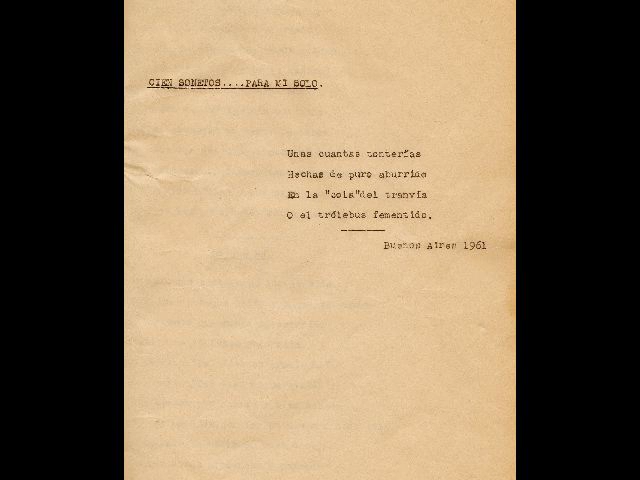 CIEN SONETOS....PARA MI SOLO.
Unas cuantas tonterías
Hechas de puro aburrido
En la "cola"del tranvía
O el trólebus fementido.
Buenos Aires 1961